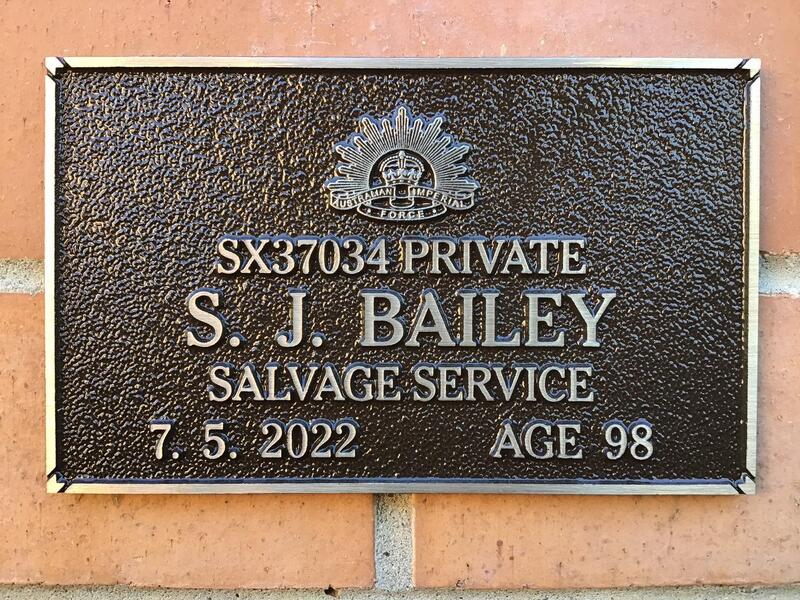 AUSTRALIAN IMPERIAL
FORCE
SX37034 PRIVATE
S. J. BAILEY
SALVAGE SERVICE
7. 5. 2022 AGE 98